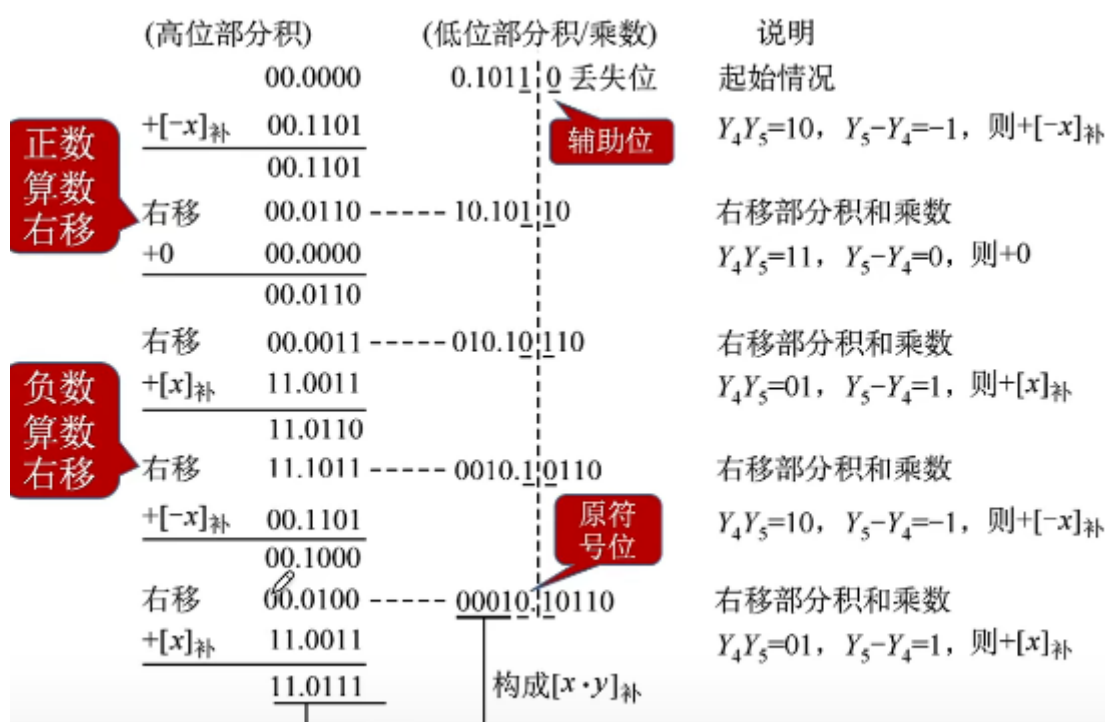 (高位部分积) (低位部分积/乘数) 说明
00.0000 0.1011 0 丢失位 起始情况
辅助位
+[-x]补 00.1101 Y4Y5=10，Y5-Y4=-1，则+[-x]补
00.1101
正数
算数
右移
右移 00.0110 ----- 10.101 10 右移部分积和乘数
+0 00.0000 Y4Y5=11，Y5-Y4=0，则+0
00.0110
右移 00.0011 ----- 010.10 110 右移部分积和乘数
+[x]补 11.0011 Y4Y5=01，Y5-Y4=1，则+[x]补
11.0110
负数
算数
右移
右移 11.1011 ----- 0010.1 0110 右移部分积和乘数
+[-x]补 00.1101 Y4Y5=10，Y5-Y4=-1，则+[-x]补
00.1000
原符
号位
右移 00.0100 ----- 00010.10110 右移部分积和乘数
+[x]补 11.0011 Y4Y5=01，Y5-Y4=1，则+[x]补
11.0111 构成[x·y]补